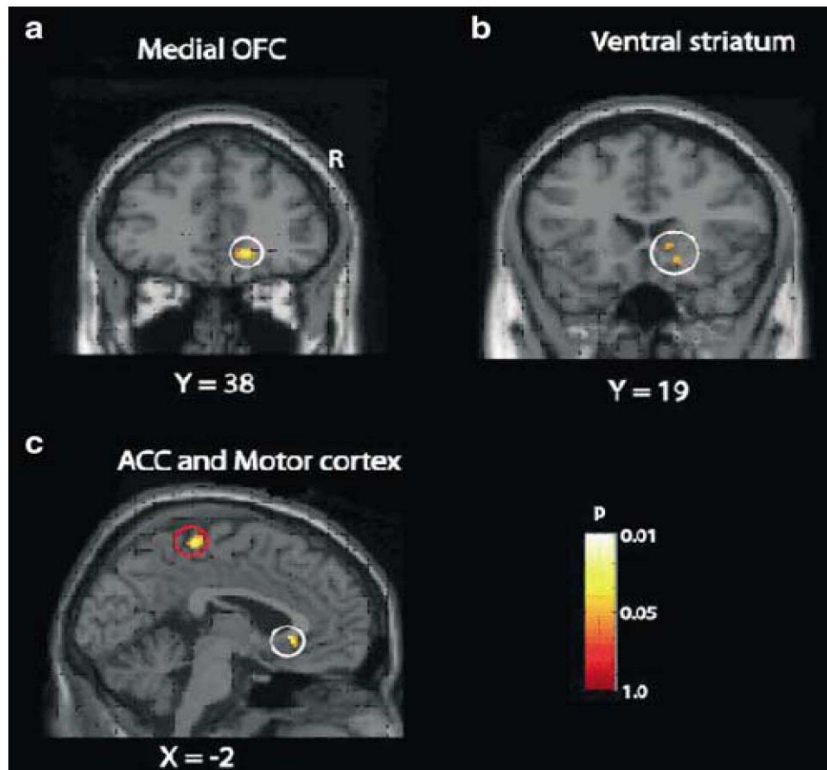 a
Medial OFC
R
Y = 38
b
Ventral striatum
Y = 19
c
ACC and Motor cortex
X = -2
p
0.01
0.05
1.0